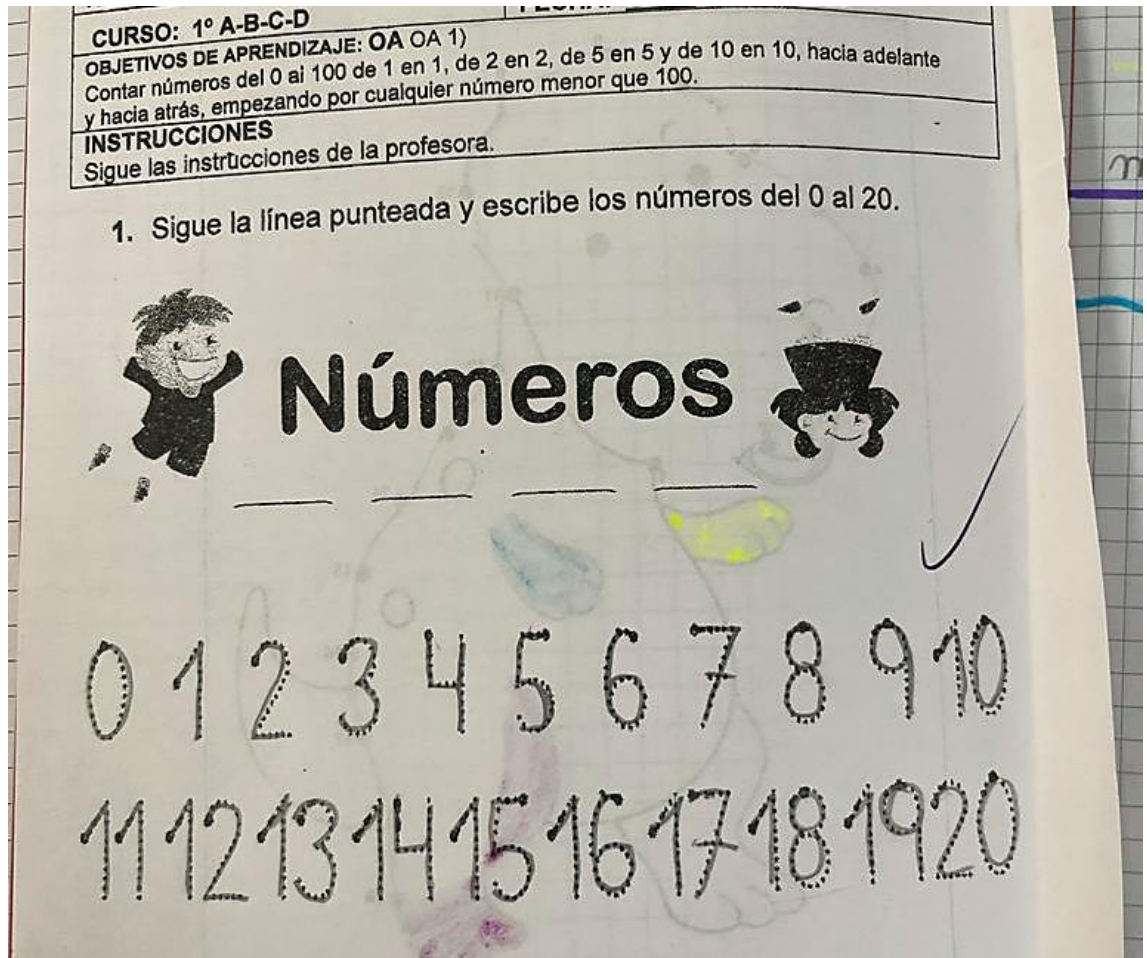 CURSO: 1º A-B-C-D
OBJETIVOS DE APRENDIZAJE: OA OA 1)
Contar números del 0 al 100 de 1 en 1, de 2 en 2, de 5 en 5 y de 10 en 10, hacia adelante
y hacia atrás, empezando por cualquier número menor que 100.
INSTRUCCIONES
Sigue las instrucciones de la profesora.
1. Sigue la línea punteada y escribe los números del 0 al 20.
Números
0 1 2 3 4 5 6 7 8 9 10
11 12 13 14 15 16 17 18 19 20